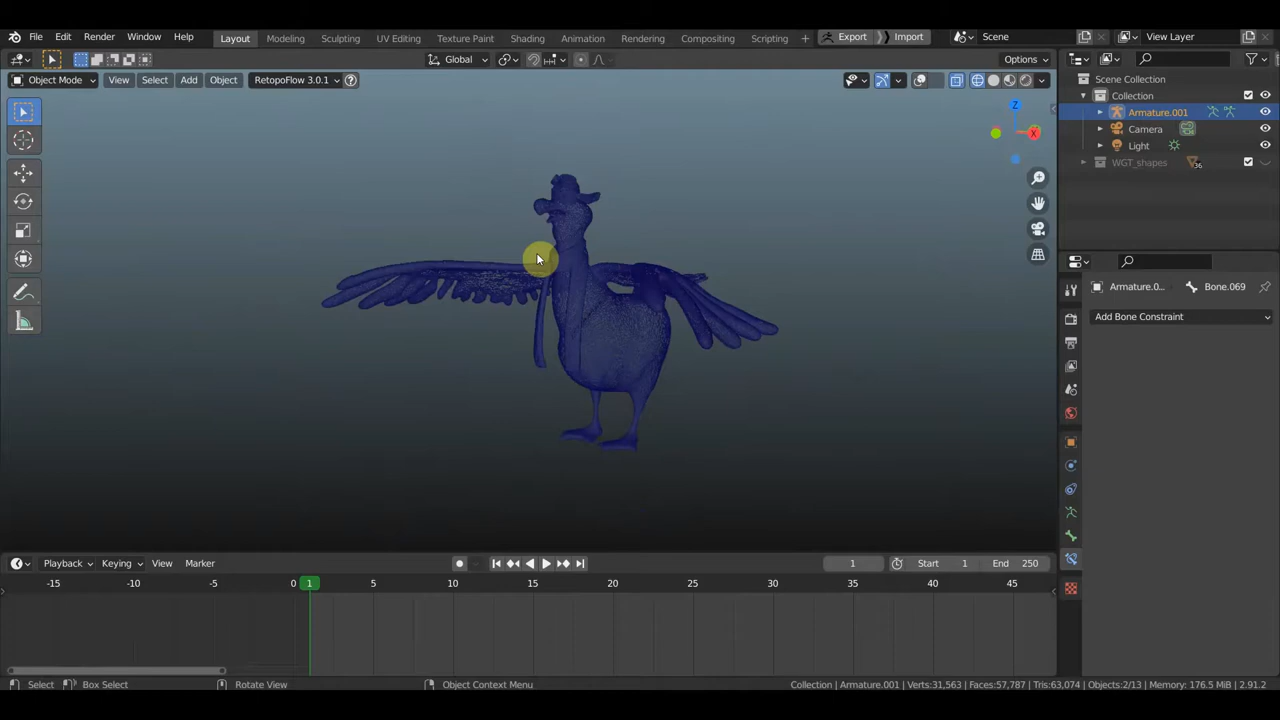 File Edit Render Window Help Layout Modeling Sculpting UV Editing Texture Paint Shading Animation Rendering Compositing Scripting + Export Import Scene View Layer
Global Options
Object Mode View Select Add Object RetopoFlow 3.0.1
Scene Collection
Collection
Armature.001
Camera
Light
WGT_shapes 36
Z
X
Armature.0... Bone.069
Add Bone Constraint
Playback Keying View Marker 1 Start 1 End 250
-15 -10 -5 0 1 5 10 15 20 25 30 35 40 45
Select Box Select Rotate View Object Context Menu Collection | Armature.001 | Verts:31,563 | Faces:57,787 | Tris:63,074 | Objects:2/13 | Memory: 176.5 MiB | 2.91.2